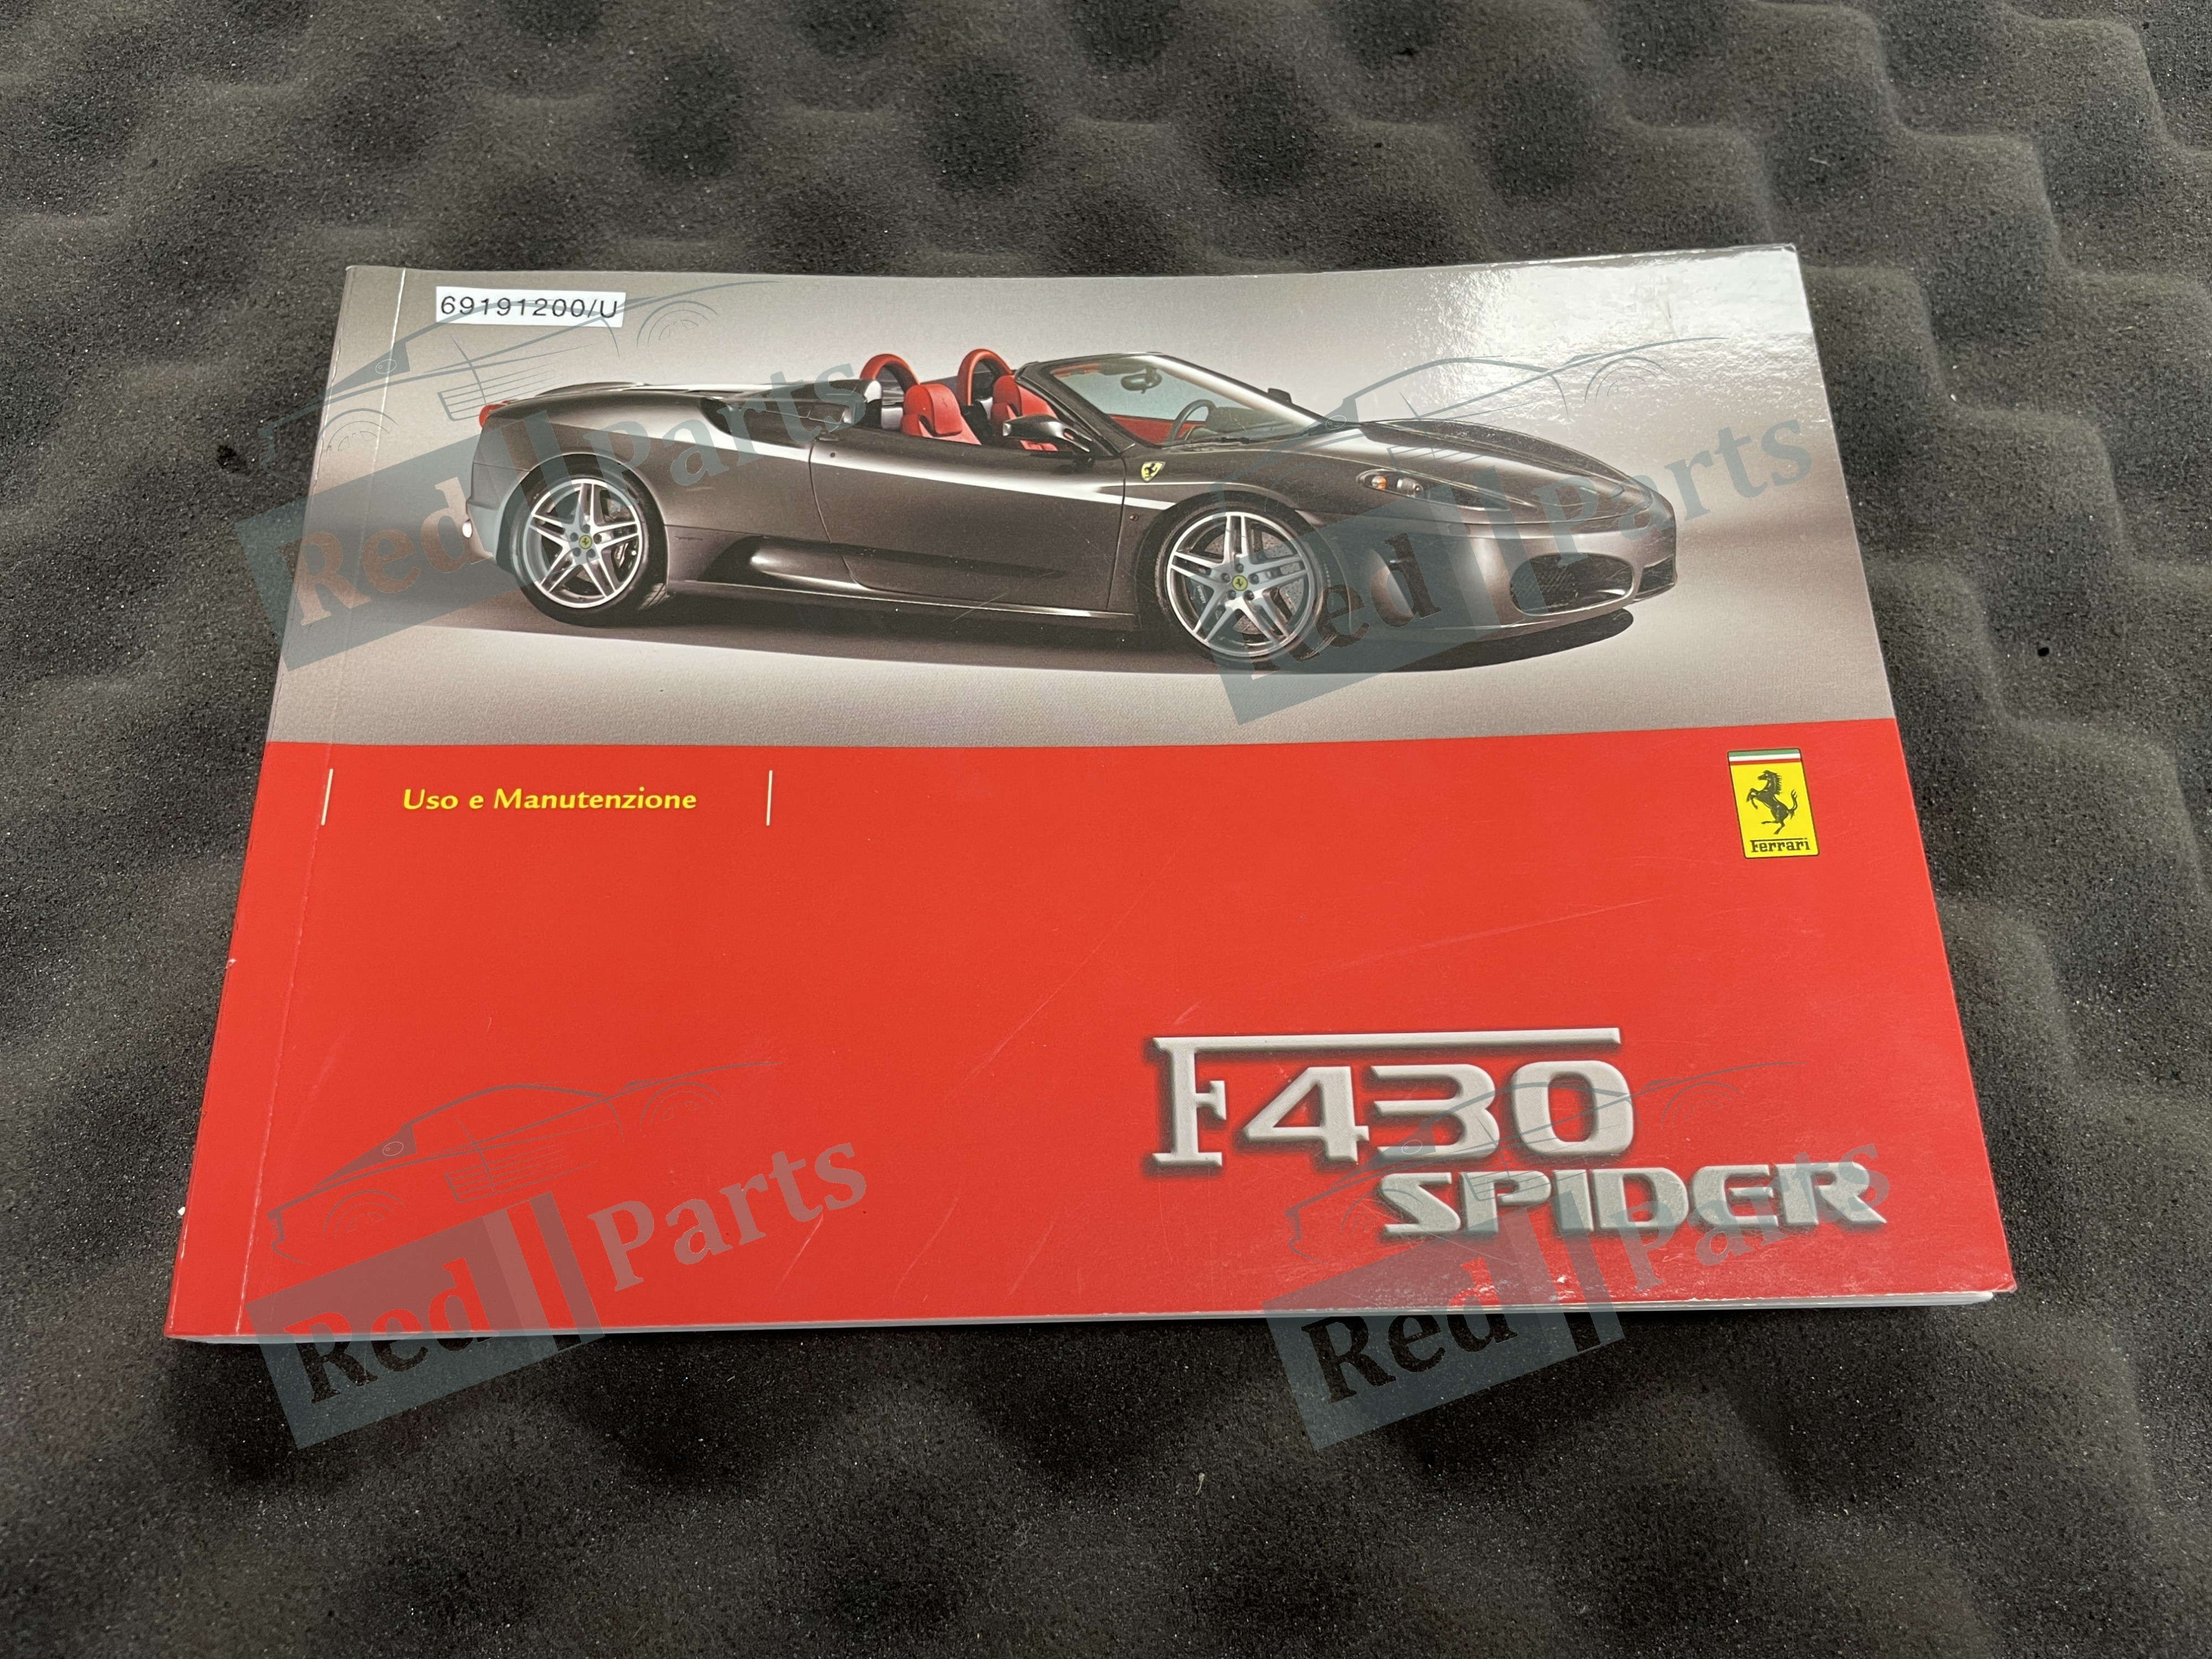 69191200/U
Red Parts
Red Parts
Uso e Manutenzione
Ferrari
F430
SPIDER
Red Parts
Red Parts